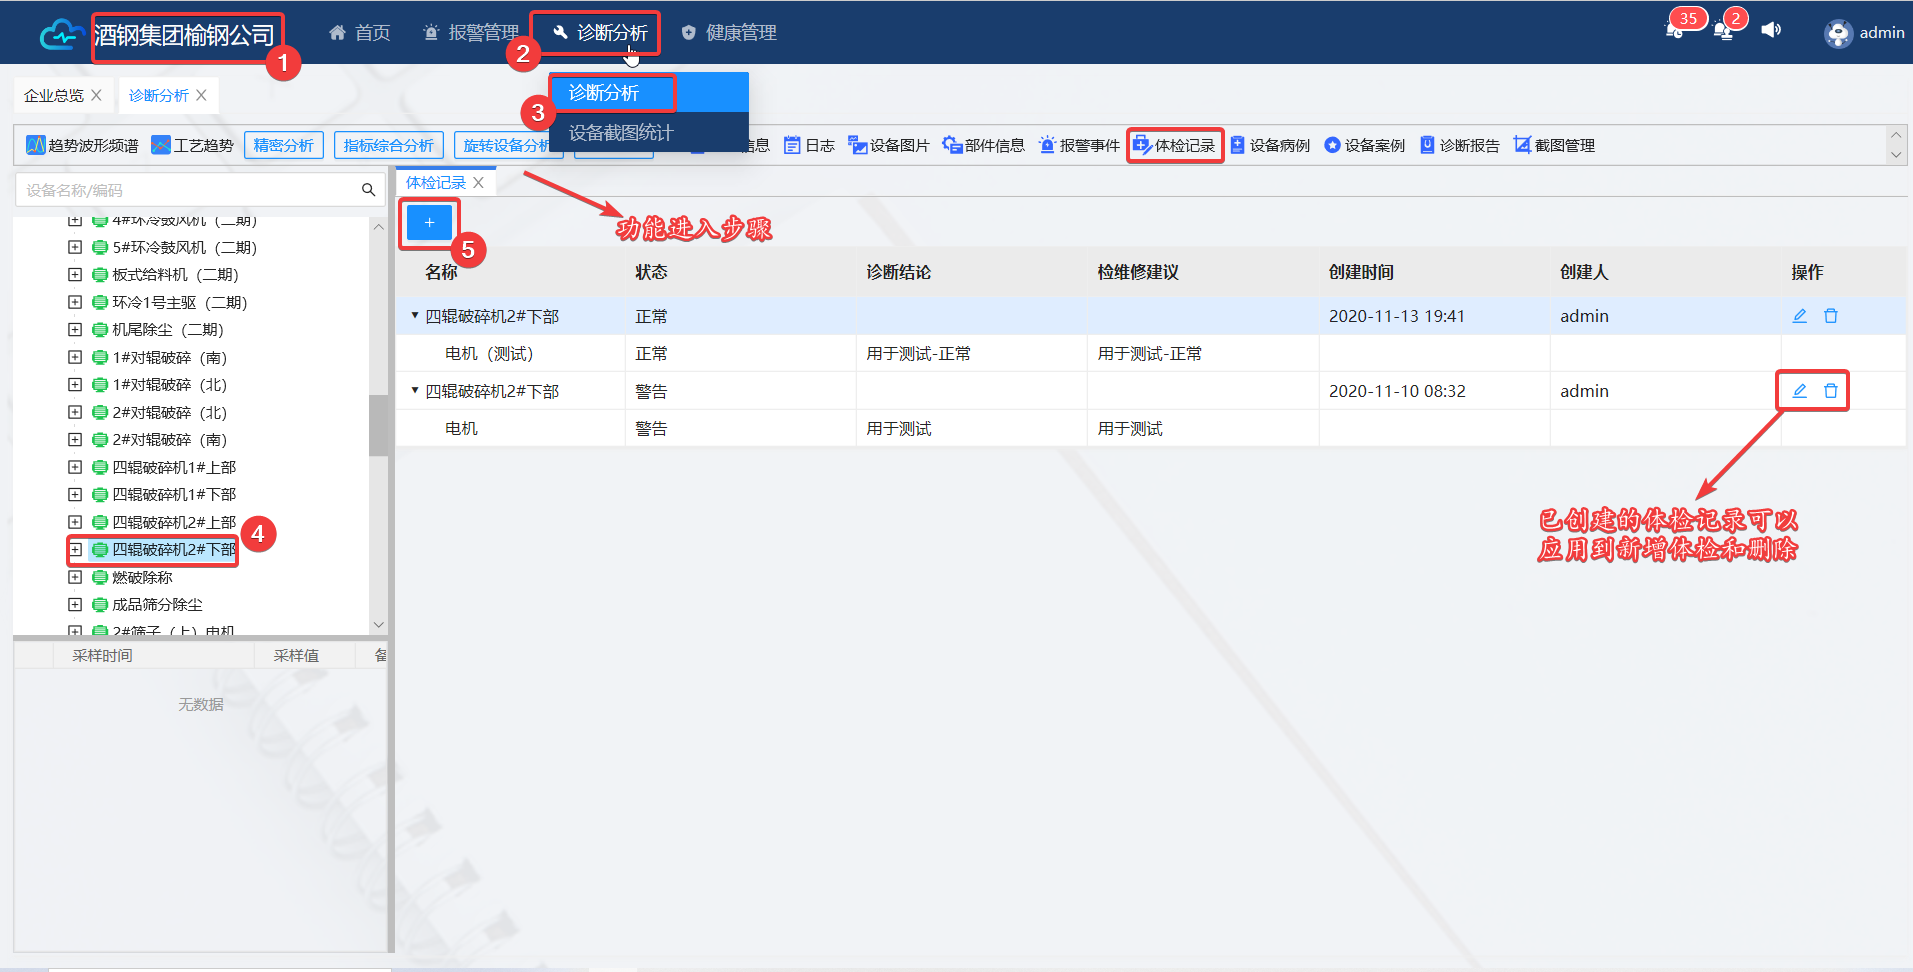 酒钢集团榆钢公司
首页
报警管理
诊断分析
健康管理
35
2
admin
1
2
企业总览
诊断分析
诊断分析
3
设备截图统计
趋势波形频谱
工艺趋势
精密分析
指标综合分析
旋转设备分析
信息
日志
设备图片
部件信息
报警事件
体检记录
设备病例
设备案例
诊断报告
截图管理
设备名称/编码
体检记录
功能进入步骤
+
5
4#环冷鼓风机（二期）
5#环冷鼓风机（二期）
板式给料机（二期）
环冷1号主驱（二期）
机尾除尘（二期）
1#对辊破碎（南）
1#对辊破碎（北）
2#对辊破碎（北）
2#对辊破碎（南）
四辊破碎机1#上部
四辊破碎机1#下部
四辊破碎机2#上部
4
四辊破碎机2#下部
燃破除称
成品筛分除尘
2#筛子（上）电机
采样时间 采样值 备
无数据
名称 状态 诊断结论 检维修建议 创建时间 创建人 操作
四辊破碎机2#下部 正常 2020-11-13 19:41 admin
电机（测试） 正常 用于测试-正常 用于测试-正常
四辊破碎机2#下部 警告 2020-11-10 08:32 admin
电机 警告 用于测试 用于测试
已创建的体检记录可以
应用到新增体检和删除